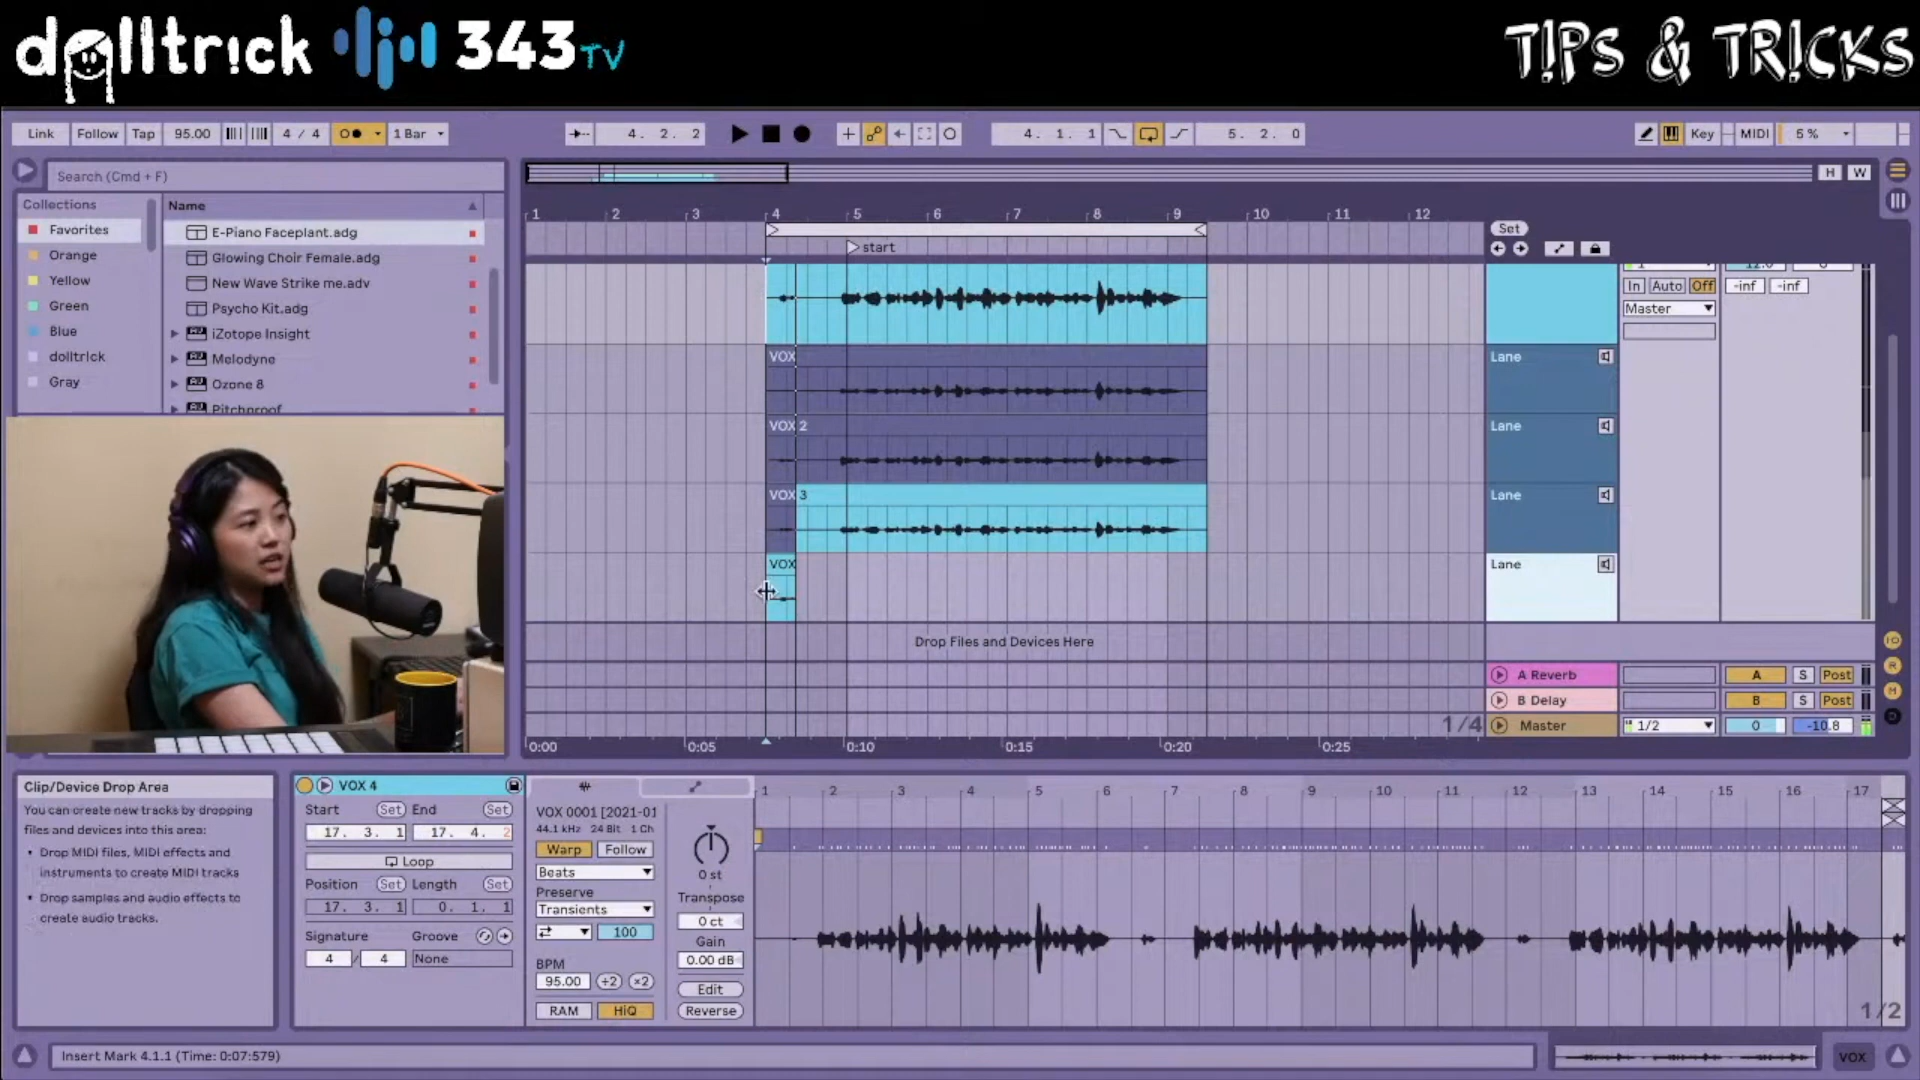 dolltr!ck 343 TV
T!PS & TR!CKS
Link Follow Tap 95.00 4 / 4 1 Bar 4. 2. 2 4. 1. 1 5. 2. 0 Key MIDI 5 %
Search (Cmd + F)
H W
Collections
Name
Favorites
Orange
Yellow
Green
Blue
dolltrick
Gray
E-Piano Faceplant.adg
Glowing Choir Female.adg
New Wave Strike me.adv
Psycho Kit.adg
iZotope Insight
Melodyne
Ozone 8
Pitchproof
1 2 3 4 5 6 7 8 9 10 11 12
Set
start
In Auto Off -inf -inf
Master
VOX
Lane
VOX 2
Lane
VOX 3
Lane
VOX
Lane
Drop Files and Devices Here
A Reverb A S Post
B Delay B S Post
1/4
Master 1/2 0 -10.8
0:00 0:05 0:10 0:15 0:20 0:25
Clip/Device Drop Area
You can create new tracks by dropping
files and devices into this area:
• Drop MIDI files, MIDI effects and
instruments to create MIDI tracks
• Drop samples and audio effects to
create audio tracks.
VOX 4
Start Set End Set
17. 3. 1 17. 4. 2
Loop
Position Set Length Set
17. 3. 1 0. 1. 1
Signature Groove
4 / 4 None
VOX 0001 [2021-01
44.1 kHz 24 Bit 1 Ch
Warp Follow
Beats
Preserve
Transients
100
BPM
95.00 ÷2 ×2
RAM HiQ
0 st
Transpose
0 ct
Gain
0.00 dB
Edit
Reverse
1 2 3 4 5 6 7 8 9 10 11 12 13 14 15 16 17
1/2
Insert Mark 4.1.1 (Time: 0:07:579)
VOX